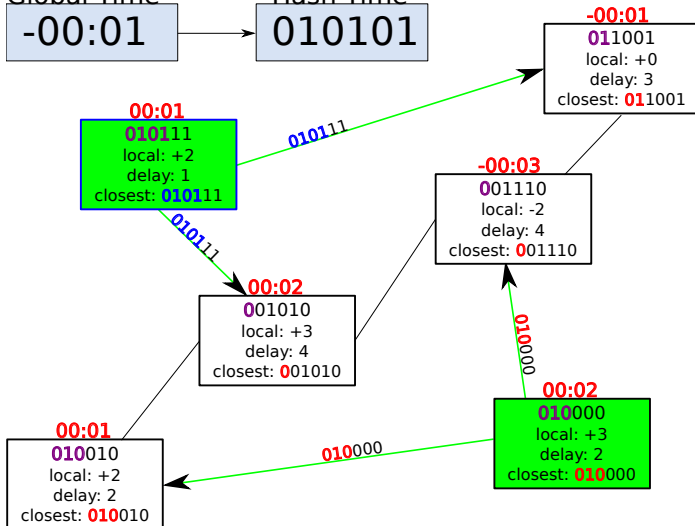 Global Time
Hash Time
-00:01
010101
-00:01
011001
local: +0
delay: 3
closest: 011001
00:01
010111
local: +2
delay: 1
closest: 010111
010111
010111
-00:03
001110
local: -2
delay: 4
closest: 001110
00:02
001010
local: +3
delay: 4
closest: 001010
010000
00:02
010000
local: +3
delay: 2
closest: 010000
010000
00:01
010010
local: +2
delay: 2
closest: 010010